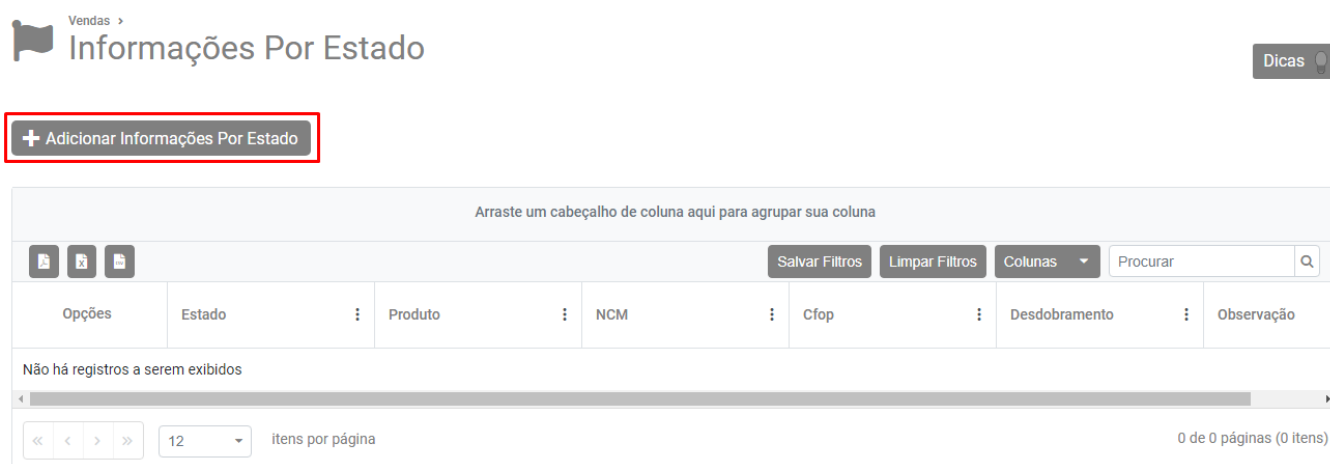 Vendas >
Informações Por Estado
Dicas
+ Adicionar Informações Por Estado
Arraste um cabeçalho de coluna aqui para agrupar sua coluna
Salvar Filtros Limpar Filtros Colunas Procurar
Opções Estado Produto NCM Cfop Desdobramento Observação
Não há registros a serem exibidos
12 itens por página 0 de 0 páginas (0 itens)